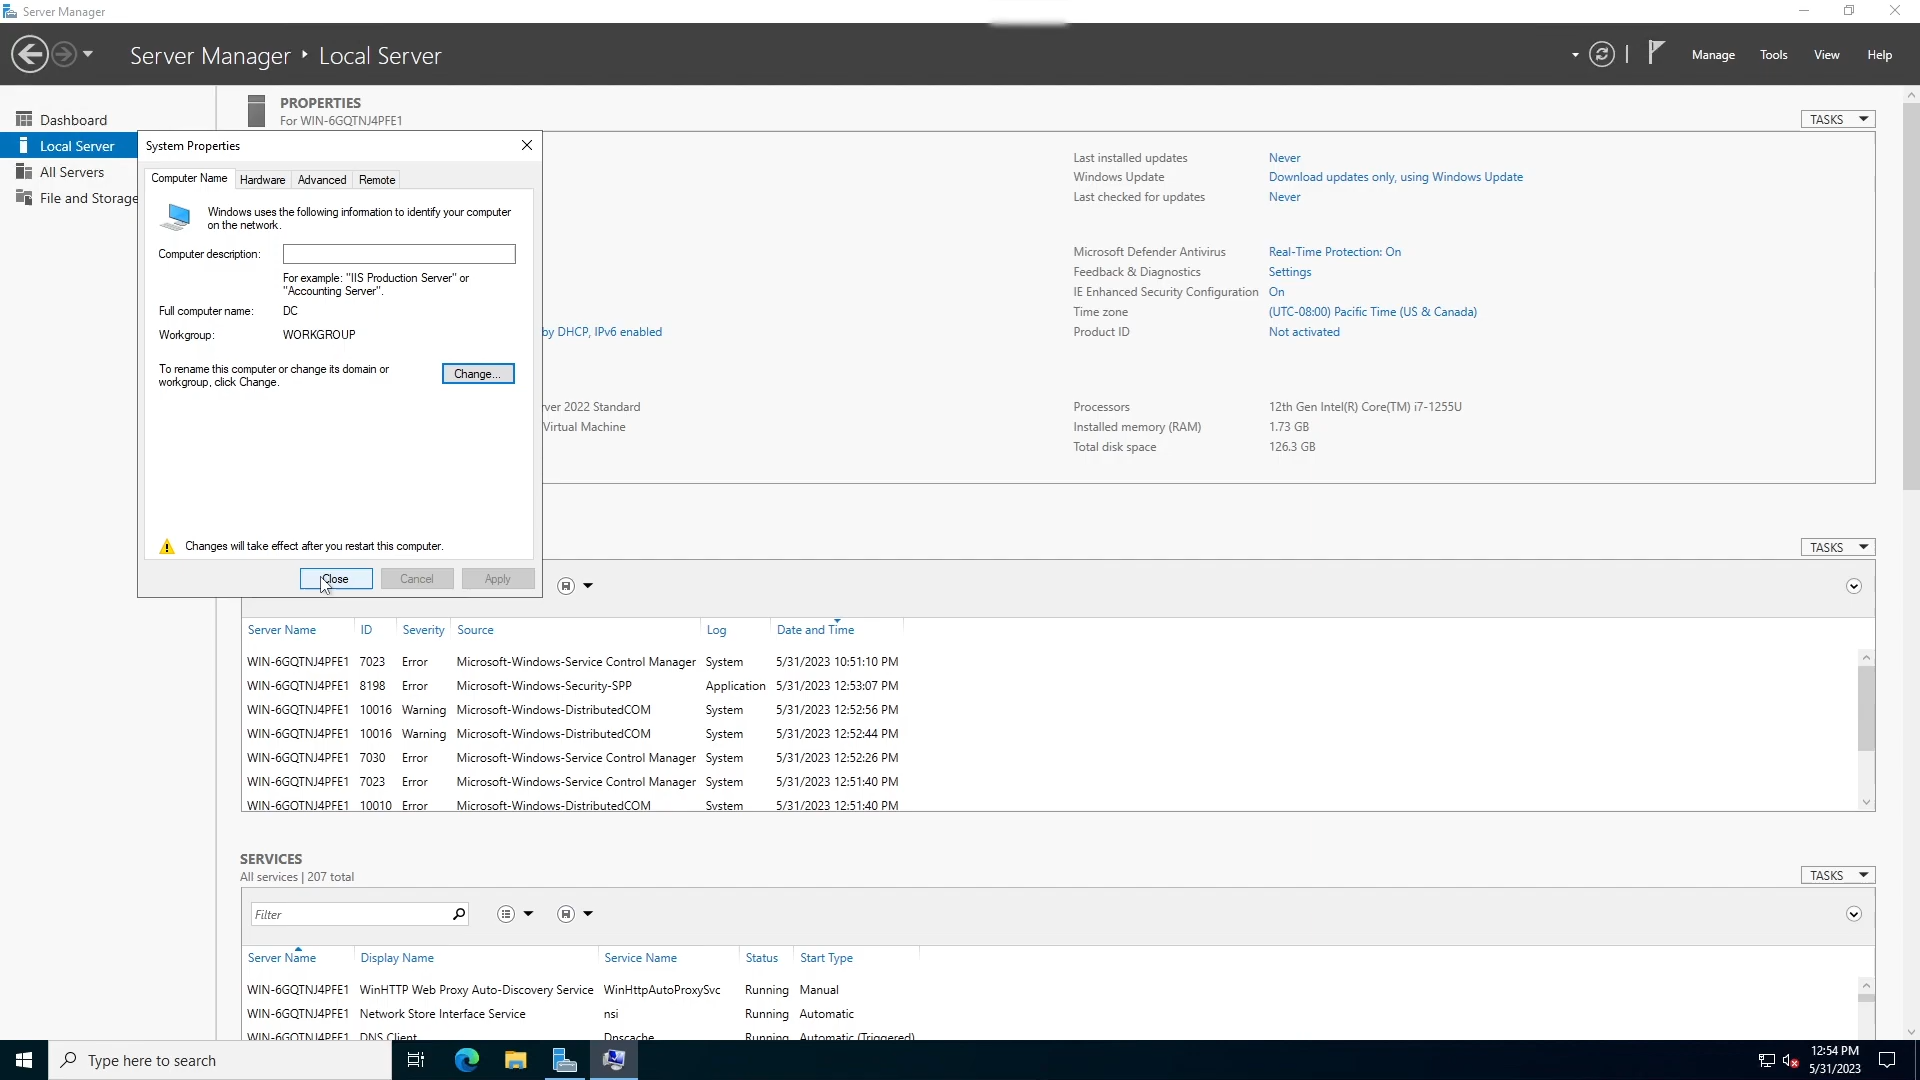 Server Manager
Server Manager ‣ Local Server
Manage Tools View Help
Dashboard
Local Server
All Servers
File and Storage
PROPERTIES
For WIN-6GQTNJ4PFE1
TASKS
System Properties
Computer Name Hardware Advanced Remote
Windows uses the following information to identify your computer
on the network.
Computer description:
For example: "IIS Production Server" or
"Accounting Server".
Full computer name: DC
Workgroup: WORKGROUP
To rename this computer or change its domain or
workgroup, click Change.
Change...
Changes will take effect after you restart this computer.
Close Cancel Apply
by DHCP, IPv6 enabled
ver 2022 Standard
Virtual Machine
Last installed updates Never
Windows Update Download updates only, using Windows Update
Last checked for updates Never
Microsoft Defender Antivirus Real-Time Protection: On
Feedback & Diagnostics Settings
IE Enhanced Security Configuration On
Time zone (UTC-08:00) Pacific Time (US & Canada)
Product ID Not activated
Processors 12th Gen Intel(R) Core(TM) i7-1255U
Installed memory (RAM) 1.73 GB
Total disk space 126.3 GB
TASKS
Server Name ID Severity Source Log Date and Time
WIN-6GQTNJ4PFE1 7023 Error Microsoft-Windows-Service Control Manager System 5/31/2023 10:51:10 PM
WIN-6GQTNJ4PFE1 8198 Error Microsoft-Windows-Security-SPP Application 5/31/2023 12:53:07 PM
WIN-6GQTNJ4PFE1 10016 Warning Microsoft-Windows-DistributedCOM System 5/31/2023 12:52:56 PM
WIN-6GQTNJ4PFE1 10016 Warning Microsoft-Windows-DistributedCOM System 5/31/2023 12:52:44 PM
WIN-6GQTNJ4PFE1 7030 Error Microsoft-Windows-Service Control Manager System 5/31/2023 12:52:26 PM
WIN-6GQTNJ4PFE1 7023 Error Microsoft-Windows-Service Control Manager System 5/31/2023 12:51:40 PM
WIN-6GQTNJ4PFE1 10010 Error Microsoft-Windows-DistributedCOM System 5/31/2023 12:51:40 PM
SERVICES
All services | 207 total
TASKS
Filter
Server Name Display Name Service Name Status Start Type
WIN-6GQTNJ4PFE1 WinHTTP Web Proxy Auto-Discovery Service WinHttpAutoProxySvc Running Manual
WIN-6GQTNJ4PFE1 Network Store Interface Service nsi Running Automatic
WIN-6GQTNJ4PFE1 DNS Client Dnscache Running Automatic (Triggered)
Type here to search
12:54 PM
5/31/2023